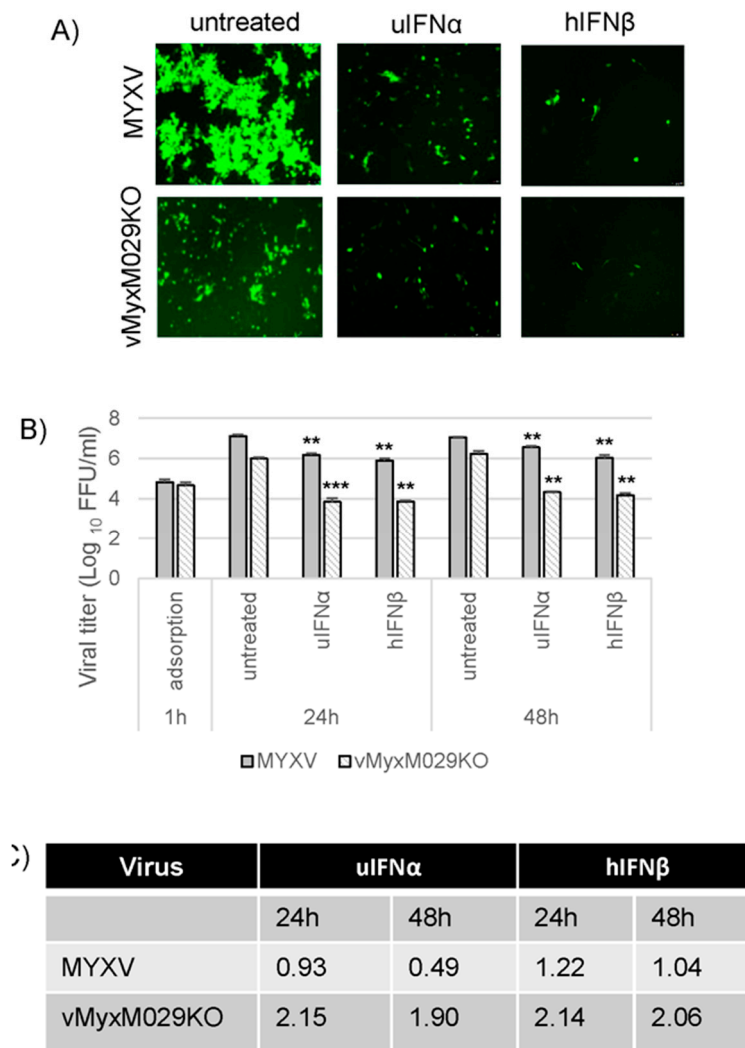 A)
untreated uIFNα hIFNβ
MYXV
vMyxM029KO
B)
Viral titer (Log 10 FFU/ml)
8
6
4
2
0
** ** ** **
*** ** ** **
adsorption untreated uIFNα hIFNβ untreated uIFNα hIFNβ
1h 24h 48h
MYXV vMyxM029KO
C)
Virus uIFNα hIFNβ
24h 48h 24h 48h
MYXV 0.93 0.49 1.22 1.04
vMyxM029KO 2.15 1.90 2.14 2.06